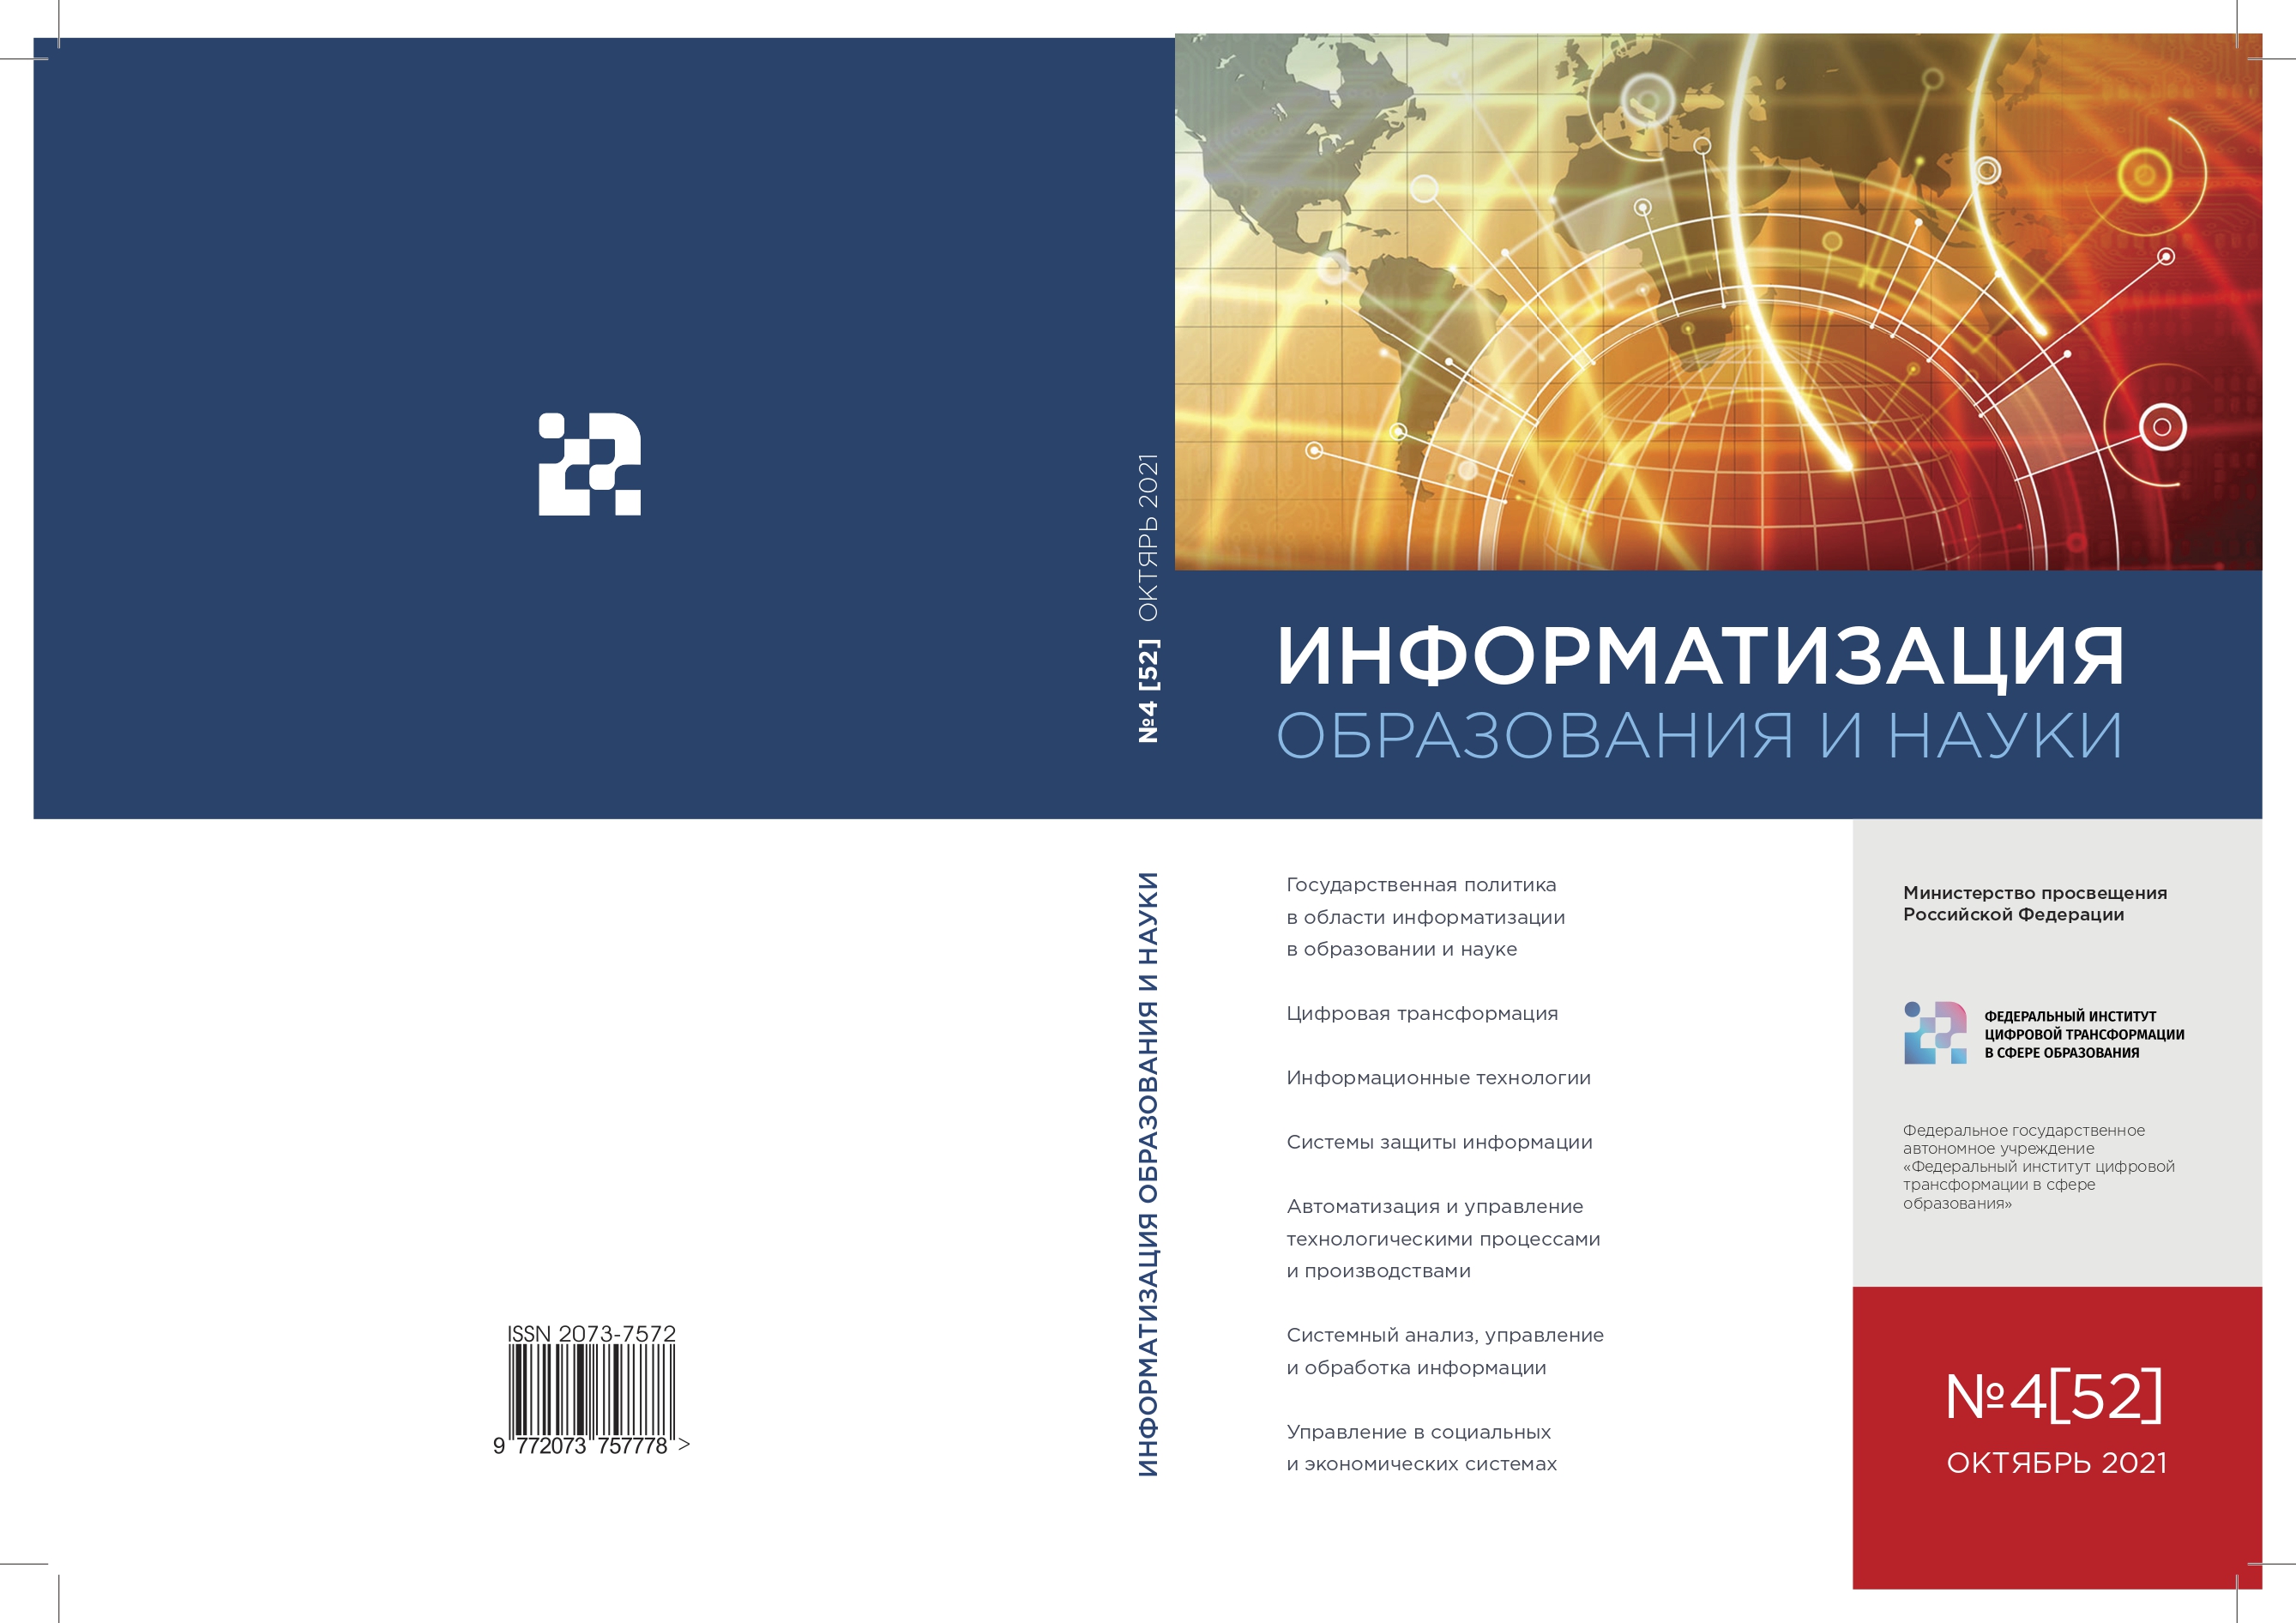 ISSN 2073-7572
9 772073 757778 >
№4 [52] ОКТЯБРЬ 2021
ИНФОРМАТИЗАЦИЯ ОБРАЗОВАНИЯ И НАУКИ
ИНФОРМАТИЗАЦИЯ
ОБРАЗОВАНИЯ И НАУКИ
Государственная политика
в области информатизации
в образовании и науке
Цифровая трансформация
Информационные технологии
Системы защиты информации
Автоматизация и управление
технологическими процессами
и производствами
Системный анализ, управление
и обработка информации
Управление в социальных
и экономических системах
Министерство просвещения
Российской Федерации
ФЕДЕРАЛЬНЫЙ ИНСТИТУТ
ЦИФРОВОЙ ТРАНСФОРМАЦИИ
В СФЕРЕ ОБРАЗОВАНИЯ
Федеральное государственное
автономное учреждение
«Федеральный институт цифровой
трансформации в сфере
образования»
№4[52]
ОКТЯБРЬ 2021